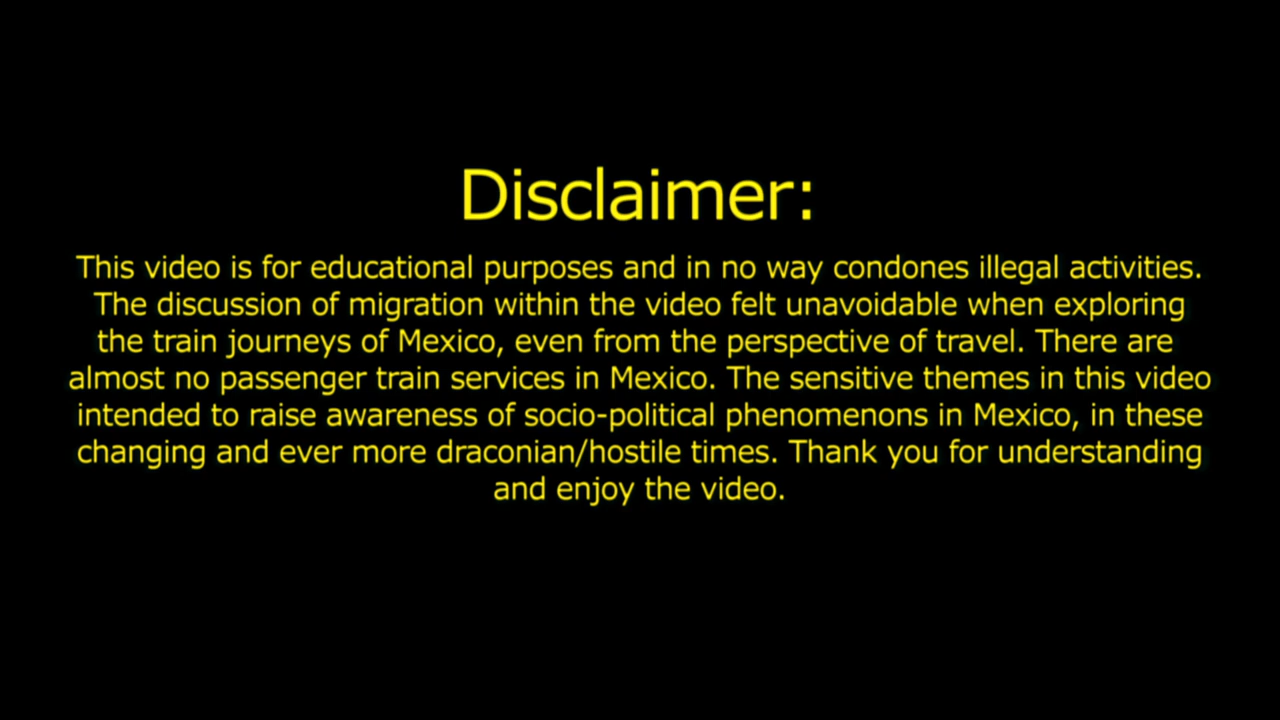 Disclaimer:
This video is for educational purposes and in no way condones illegal activities.
The discussion of migration within the video felt unavoidable when exploring
the train journeys of Mexico, even from the perspective of travel. There are
almost no passenger train services in Mexico. The sensitive themes in this video
intended to raise awareness of socio-political phenomenons in Mexico, in these
changing and ever more draconian/hostile times. Thank you for understanding
and enjoy the video.